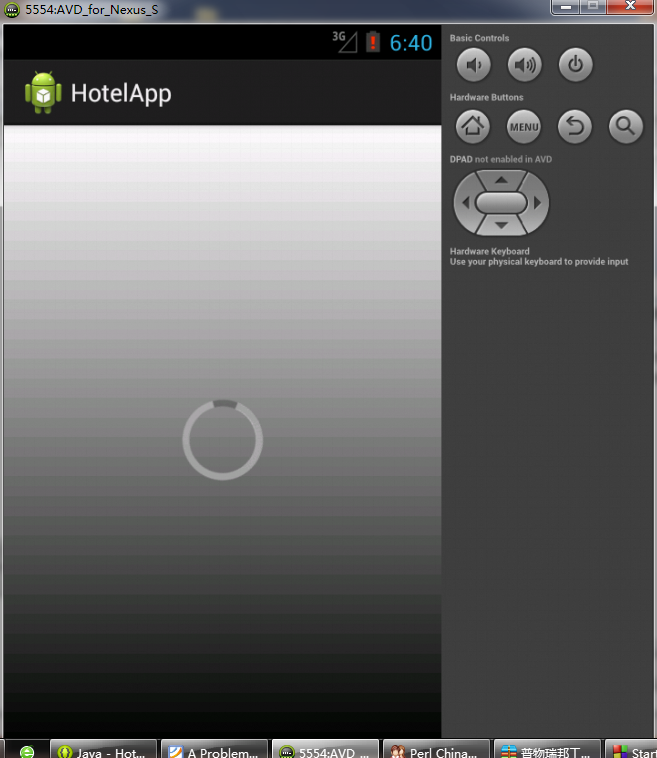 5554:AVD_for_Nexus_S
3G 6:40
HotelApp
Basic Controls
Hardware Buttons
MENU
DPAD not enabled in AVD
Hardware Keyboard
Use your physical keyboard to provide input
Java - Hot... A Problem... 5554:AVD ... Perl China... 普物瑞邦丁... Start